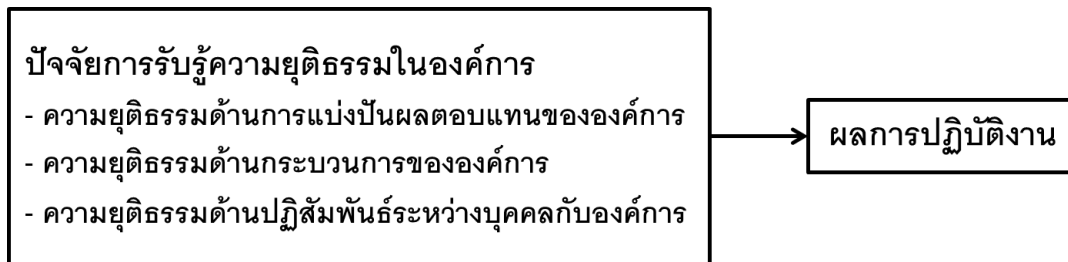 ปัจจัยการรับรู้ความยุติธรรมในองค์การ
- ความยุติธรรมด้านการแบ่งปันผลตอบแทนขององค์การ
- ความยุติธรรมด้านกระบวนการขององค์การ
- ความยุติธรรมด้านปฏิสัมพันธ์ระหว่างบุคคลกับองค์การ
ผลการปฏิบัติงาน